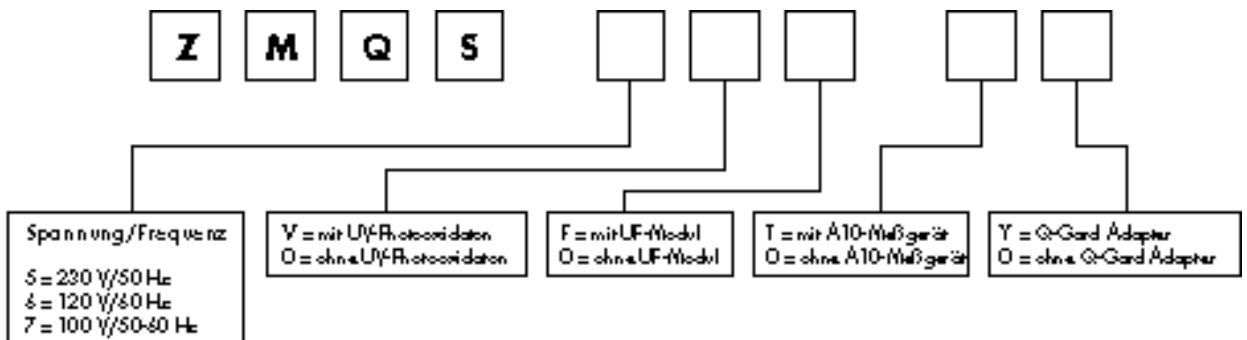 Z M Q S
Spannung/Frequenz
5 = 230 V/50 Hz
6 = 120 V/60 Hz
7 = 100 V/50-60 Hz
V = mit UV-Photooxidation
O = ohne UV-Photooxidation
F = mit UF-Modul
O = ohne UF-Modul
T = mit A10-Meßgerät
O = ohne A10-Meßgerät
Y = Q-Gard Adapter
O = ohne Q-Gard Adapter